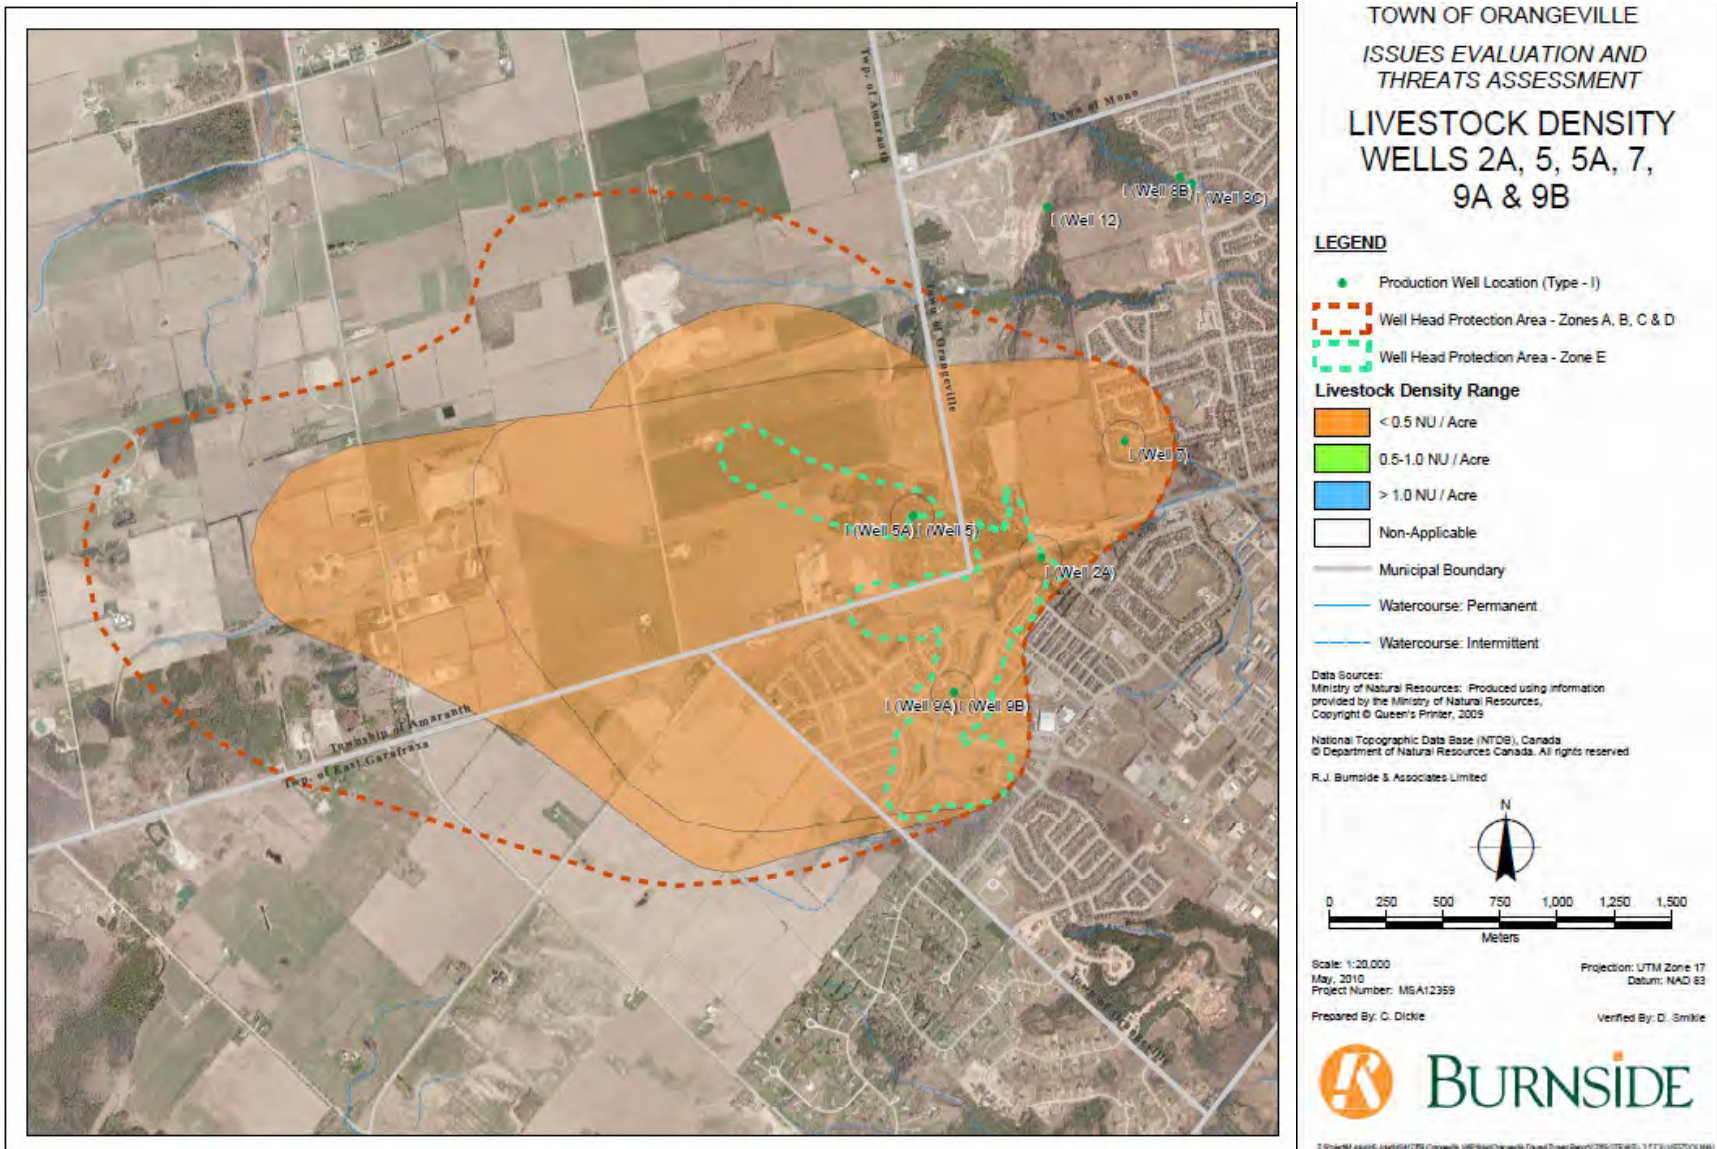 TOWN OF ORANGEVILLE
ISSUES EVALUATION AND
THREATS ASSESSMENT
LIVESTOCK DENSITY
WELLS 2A, 5, 5A, 7,
9A & 9B
LEGEND
Production Well Location (Type - I)
Well Head Protection Area - Zones A, B, C & D
Well Head Protection Area - Zone E
Livestock Density Range
< 0.5 NU / Acre
0.5-1.0 NU / Acre
> 1.0 NU / Acre
Non-Applicable
Municipal Boundary
Watercourse: Permanent
Watercourse: Intermittent
Data Sources:
Ministry of Natural Resources: Produced using information
provided by the Ministry of Natural Resources,
Copyright © Queen's Printer, 2009
National Topographic Data Base (NTDB), Canada
© Department of Natural Resources Canada. All rights reserved
R.J. Burnside & Associates Limited
N
0 250 500 750 1,000 1,250 1,500
Meters
Scale: 1:20,000
May, 2010
Project Number: MSA12359
Projection: UTM Zone 17
Datum: NAD 83
Prepared By: C. Dickie
Verified By: D. Smikle
BURNSIDE
Twp. of Amaranth
Town of Mono
I (Well 8B)
I (Well 8C)
I (Well 12)
Town of Orangeville
I (Well 7)
I (Well 5A) I (Well 5)
I (Well 2A)
I (Well 9A) I (Well 9B)
Township of Amaranth
Twp. of East Garafraxa
Town of Orangeville